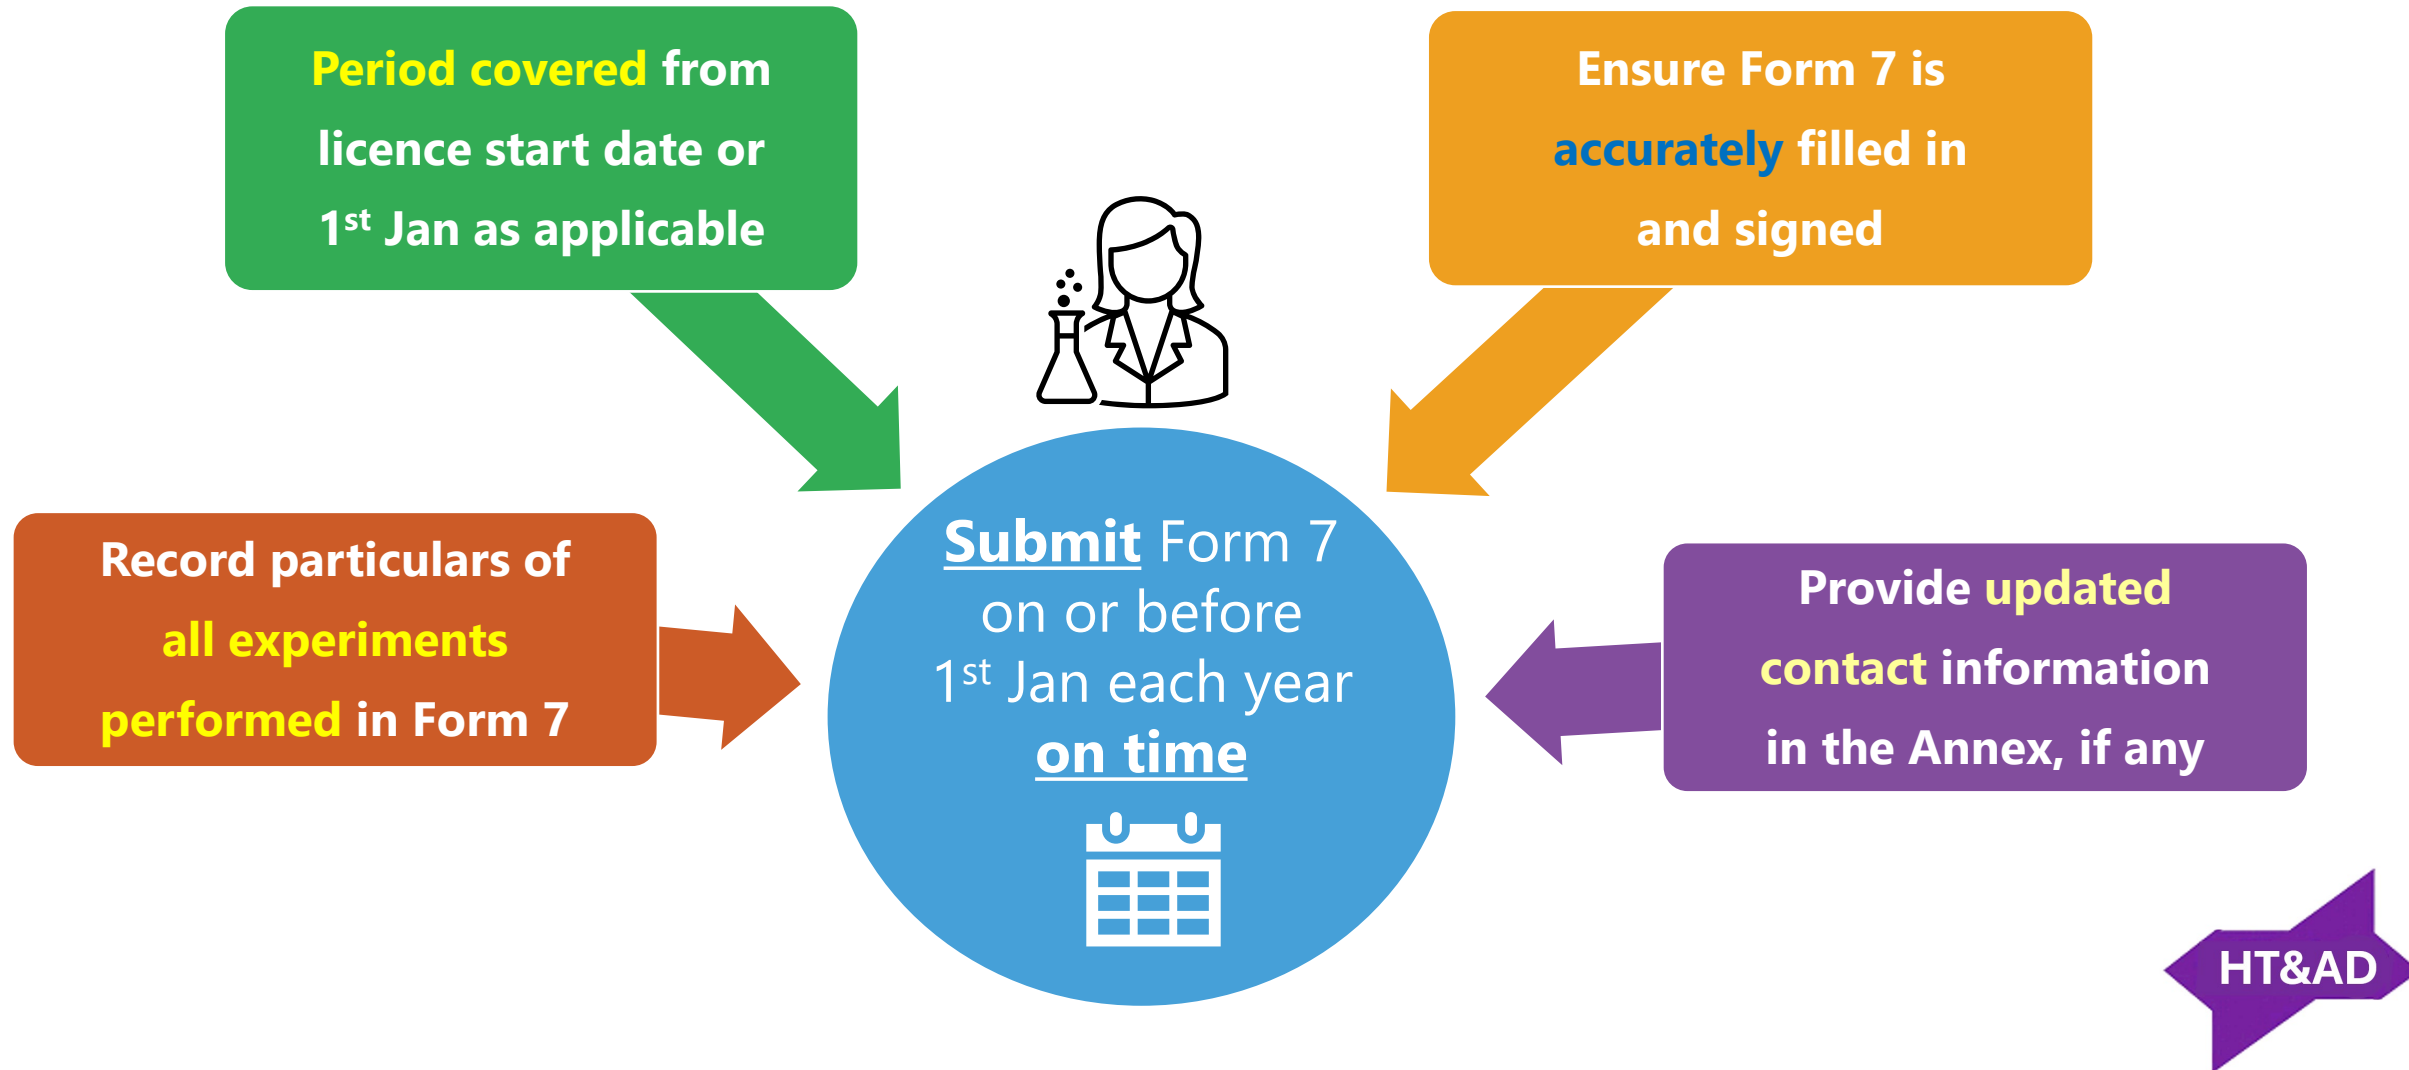 Period covered from
licence start date or
1st Jan as applicable
Ensure Form 7 is
accurately filled in
and signed
Record particulars of
all experiments
performed in Form 7
Submit Form 7
on or before
1st Jan each year
on time
Provide updated
contact information
in the Annex, if any
HT&AD